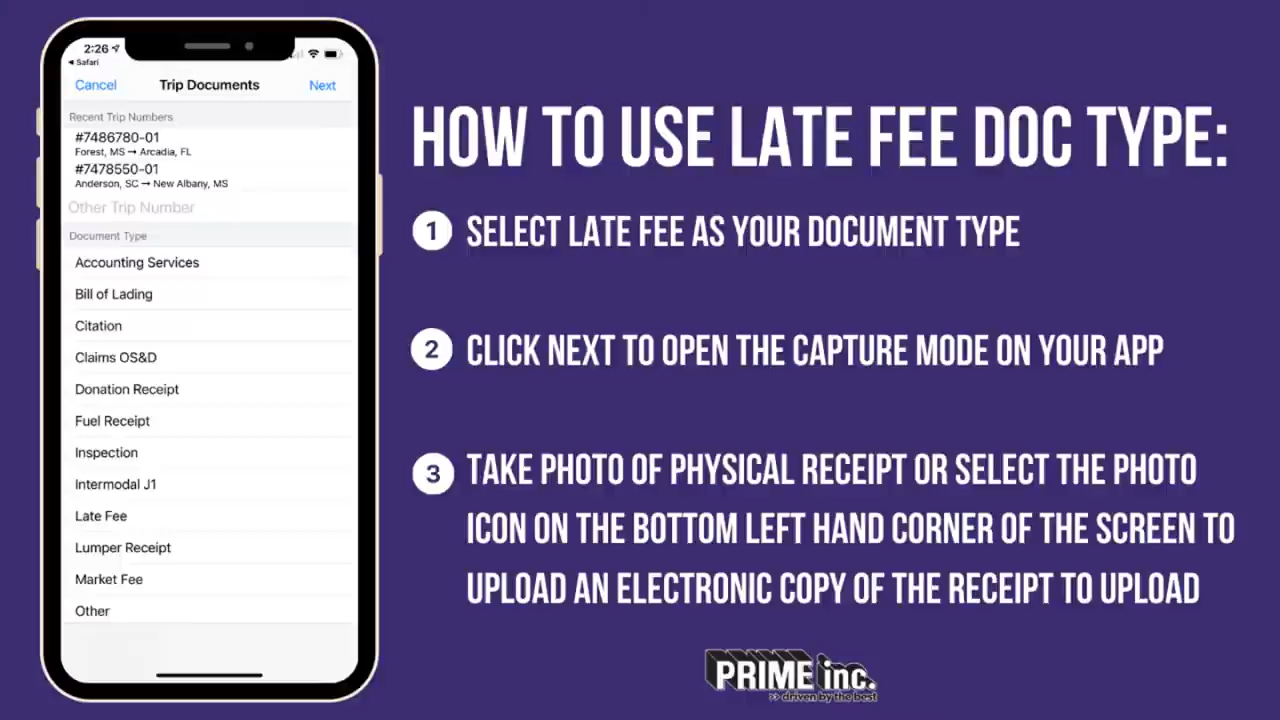 2:26
Safari
Cancel Trip Documents Next
Recent Trip Numbers
#7486780-01
Forest, MS → Arcadia, FL
#7478550-01
Anderson, SC → New Albany, MS
Other Trip Number
Document Type
Accounting Services
Bill of Lading
Citation
Claims OS&D
Donation Receipt
Fuel Receipt
Inspection
Intermodal J1
Late Fee
Lumper Receipt
Market Fee
Other
HOW TO USE LATE FEE DOC TYPE:
1 SELECT LATE FEE AS YOUR DOCUMENT TYPE
2 CLICK NEXT TO OPEN THE CAPTURE MODE ON YOUR APP
3 TAKE PHOTO OF PHYSICAL RECEIPT OR SELECT THE PHOTO
ICON ON THE BOTTOM LEFT HAND CORNER OF THE SCREEN TO
UPLOAD AN ELECTRONIC COPY OF THE RECEIPT TO UPLOAD
PRIME inc.
>> driven by the best